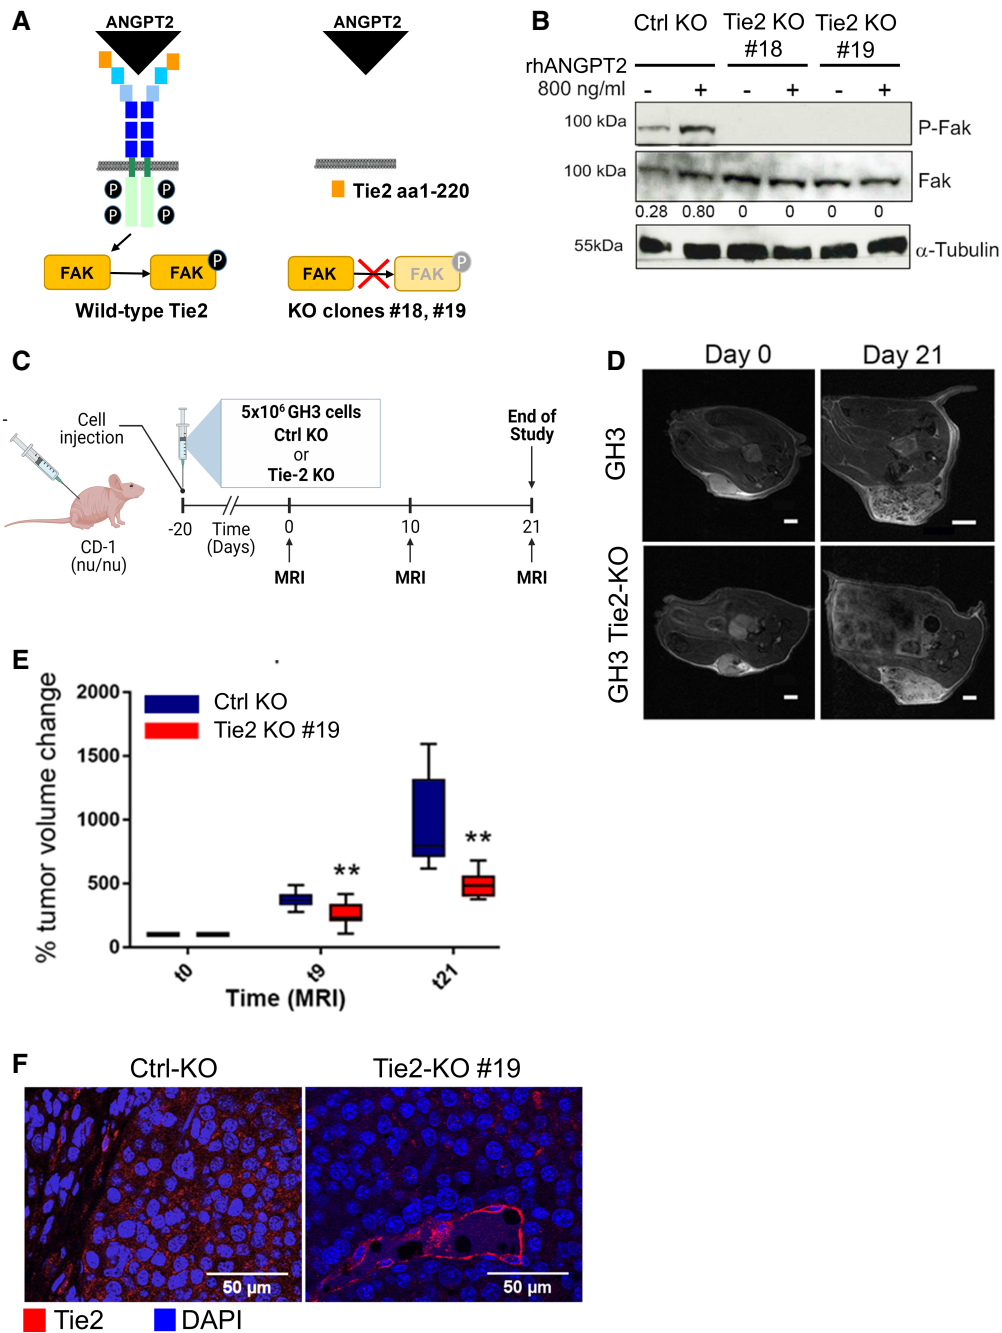 A
ANGPT2
ANGPT2
P
P
P
P
Tie2 aa1-220
FAK
FAK
P
FAK
FAK
P
Wild-type Tie2
KO clones #18, #19
B
Ctrl KO
Tie2 KO
#18
Tie2 KO
#19
rhANGPT2
800 ng/ml
- + - + - +
100 kDa
P-Fak
100 kDa
Fak
0.28 0.80 0 0 0 0
55kDa
α-Tubulin
C
-
Cell
injection
5x10⁶ GH3 cells
Ctrl KO
or
Tie-2 KO
End of
Study
-20
Time
(Days)
0
10
21
CD-1
(nu/nu)
MRI
MRI
MRI
D
Day 0
Day 21
GH3
GH3 Tie2-KO
E
% tumor volume change
2000
1500
1000
500
0
Ctrl KO
Tie2 KO #19
**
**
t0
t9
t21
Time (MRI)
F
Ctrl-KO
Tie2-KO #19
50 µm
50 µm
Tie2
DAPI